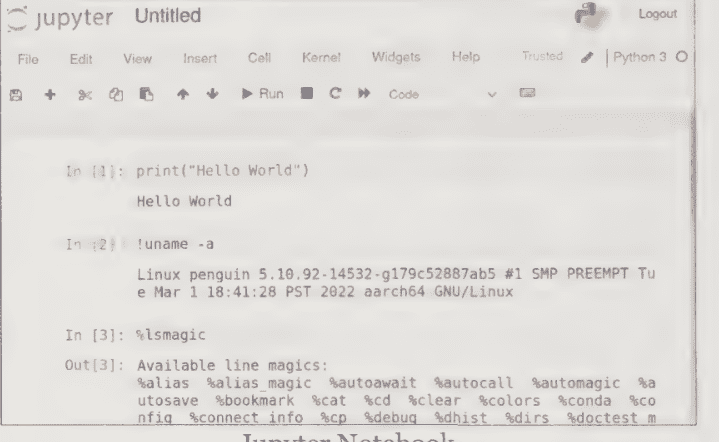 jupyter Untitled Logout
File Edit View Insert Cell Kernel Widgets Help Trusted Python 3
Run Code
In [1]: print("Hello World")
Hello World
In [2] !uname -a
Linux penguin 5.10.92-14532-g179c52887ab5 #1 SMP PREEMPT Tu
e Mar 1 18:41:28 PST 2022 aarch64 GNU/Linux
In [3]: %lsmagic
Out[3]: Available line magics:
%alias %alias_magic %autoawait %autocall %automagic %a
utosave %bookmark %cat %cd %clear %colors %conda %co
nfig %connect_info %cp %debug %dhist %dirs %doctest_m
Jupyter Notebook